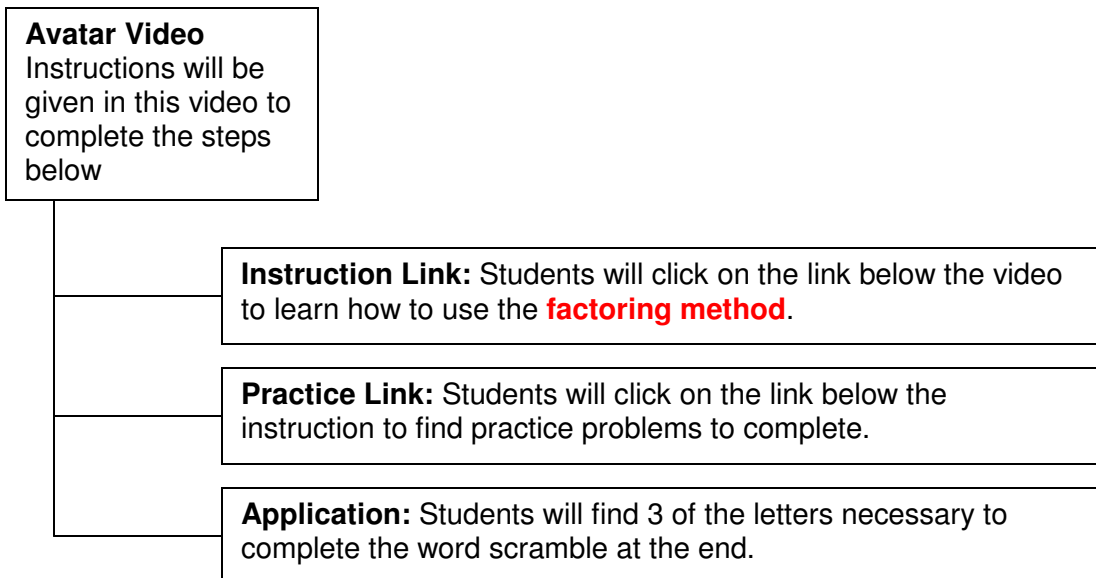 Avatar Video
Instructions will be
given in this video to
complete the steps
below
Instruction Link: Students will click on the link below the video
to learn how to use the factoring method.
Practice Link: Students will click on the link below the
instruction to find practice problems to complete.
Application: Students will find 3 of the letters necessary to
complete the word scramble at the end.